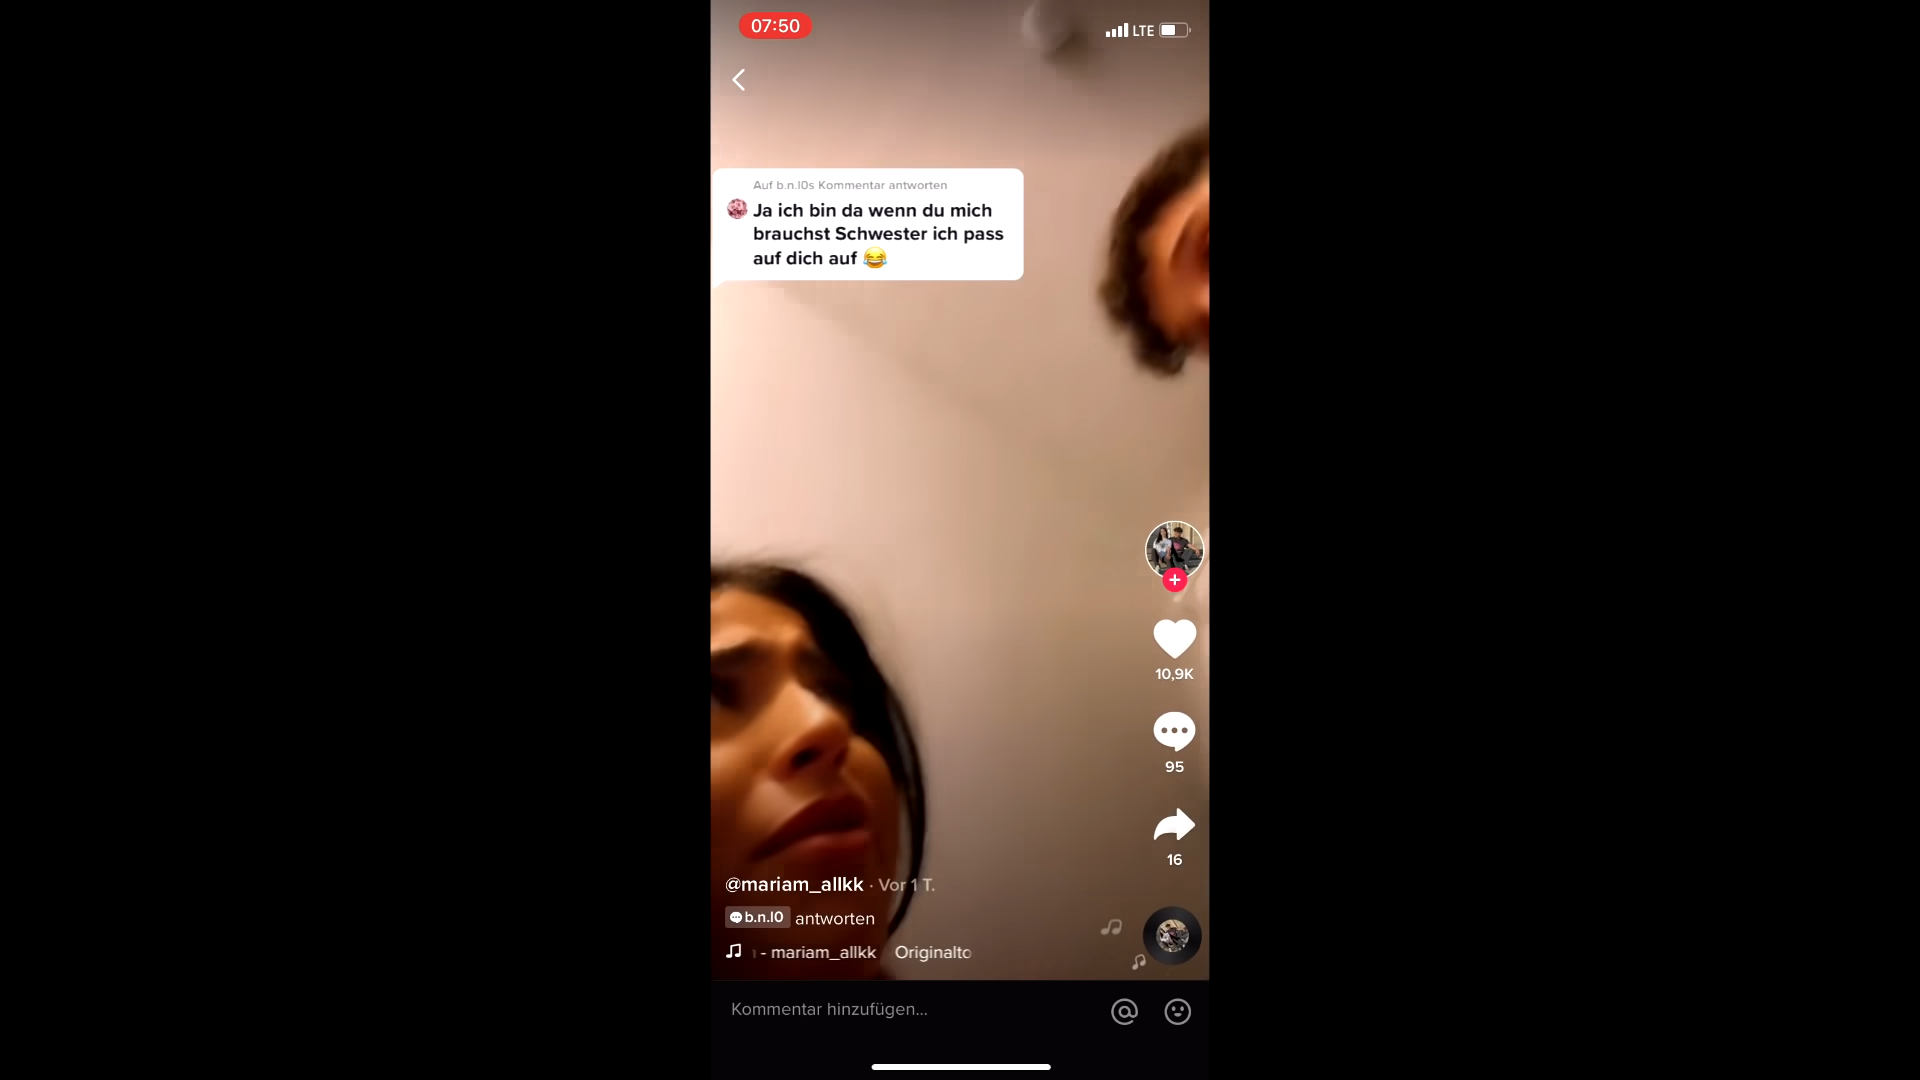 07:50
LTE
Auf b.n.l0s Kommentar antworten
Ja ich bin da wenn du mich
brauchst Schwester ich pass
auf dich auf 😂
10,9K
95
16
@mariam_allkk · Vor 1 T.
b.n.l0 antworten
- mariam_allkk Originalto
Kommentar hinzufügen...